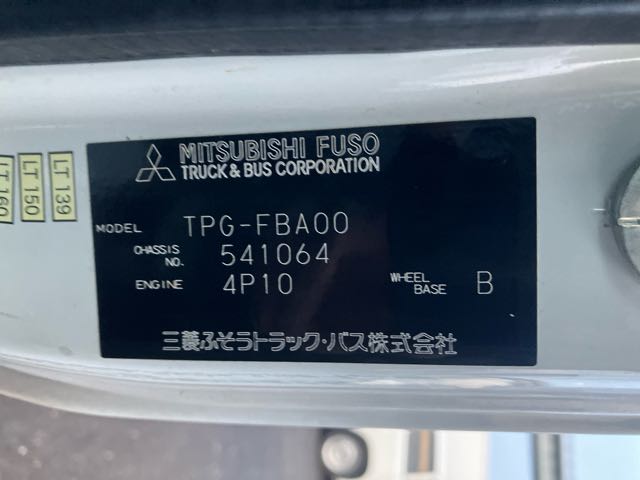 MITSUBISHI FUSO
TRUCK & BUS CORPORATION
MODEL TPG-FBA00
CHASSIS NO. 541064
ENGINE 4P10 WHEEL BASE B
三菱ふそうトラック・バス株式会社
LT 139
LT 150
LT 160